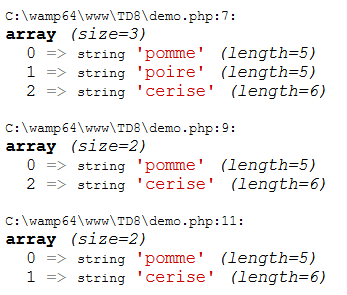 C:\wamp64\www\TD8\demo.php:7:
array (size=3)
0 => string 'pomme' (length=5)
1 => string 'poire' (length=5)
2 => string 'cerise' (length=6)
C:\wamp64\www\TD8\demo.php:9:
array (size=2)
0 => string 'pomme' (length=5)
2 => string 'cerise' (length=6)
C:\wamp64\www\TD8\demo.php:11:
array (size=2)
0 => string 'pomme' (length=5)
1 => string 'cerise' (length=6)